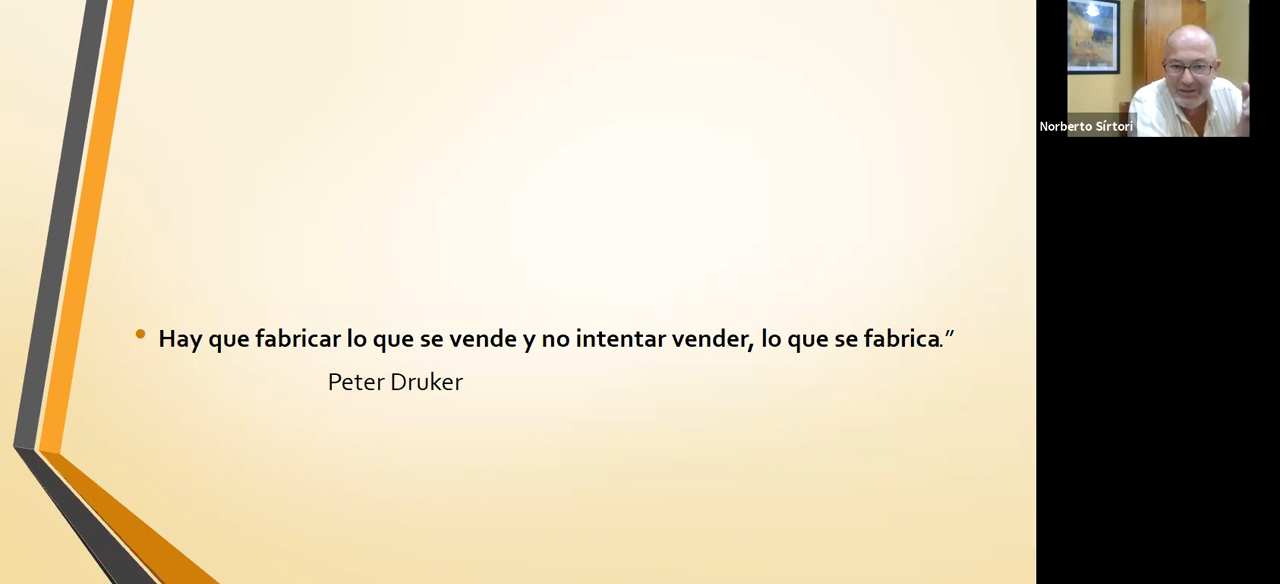 Hay que fabricar lo que se vende y no intentar vender, lo que se fabrica.”
Peter Druker
Norberto Sírtori